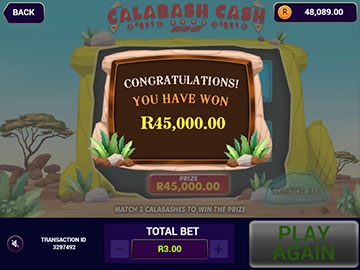 BACK
CALABASH CASH
R 48,089.00
CONGRATULATIONS!
YOU HAVE WON
R45,000.00
PRIZE
R45,000.00
SCRATCH ALL
MATCH 3 CALABASHES TO WIN THE PRIZE
TRANSACTION ID
3297492
TOTAL BET
- R3.00 +
PLAY
AGAIN